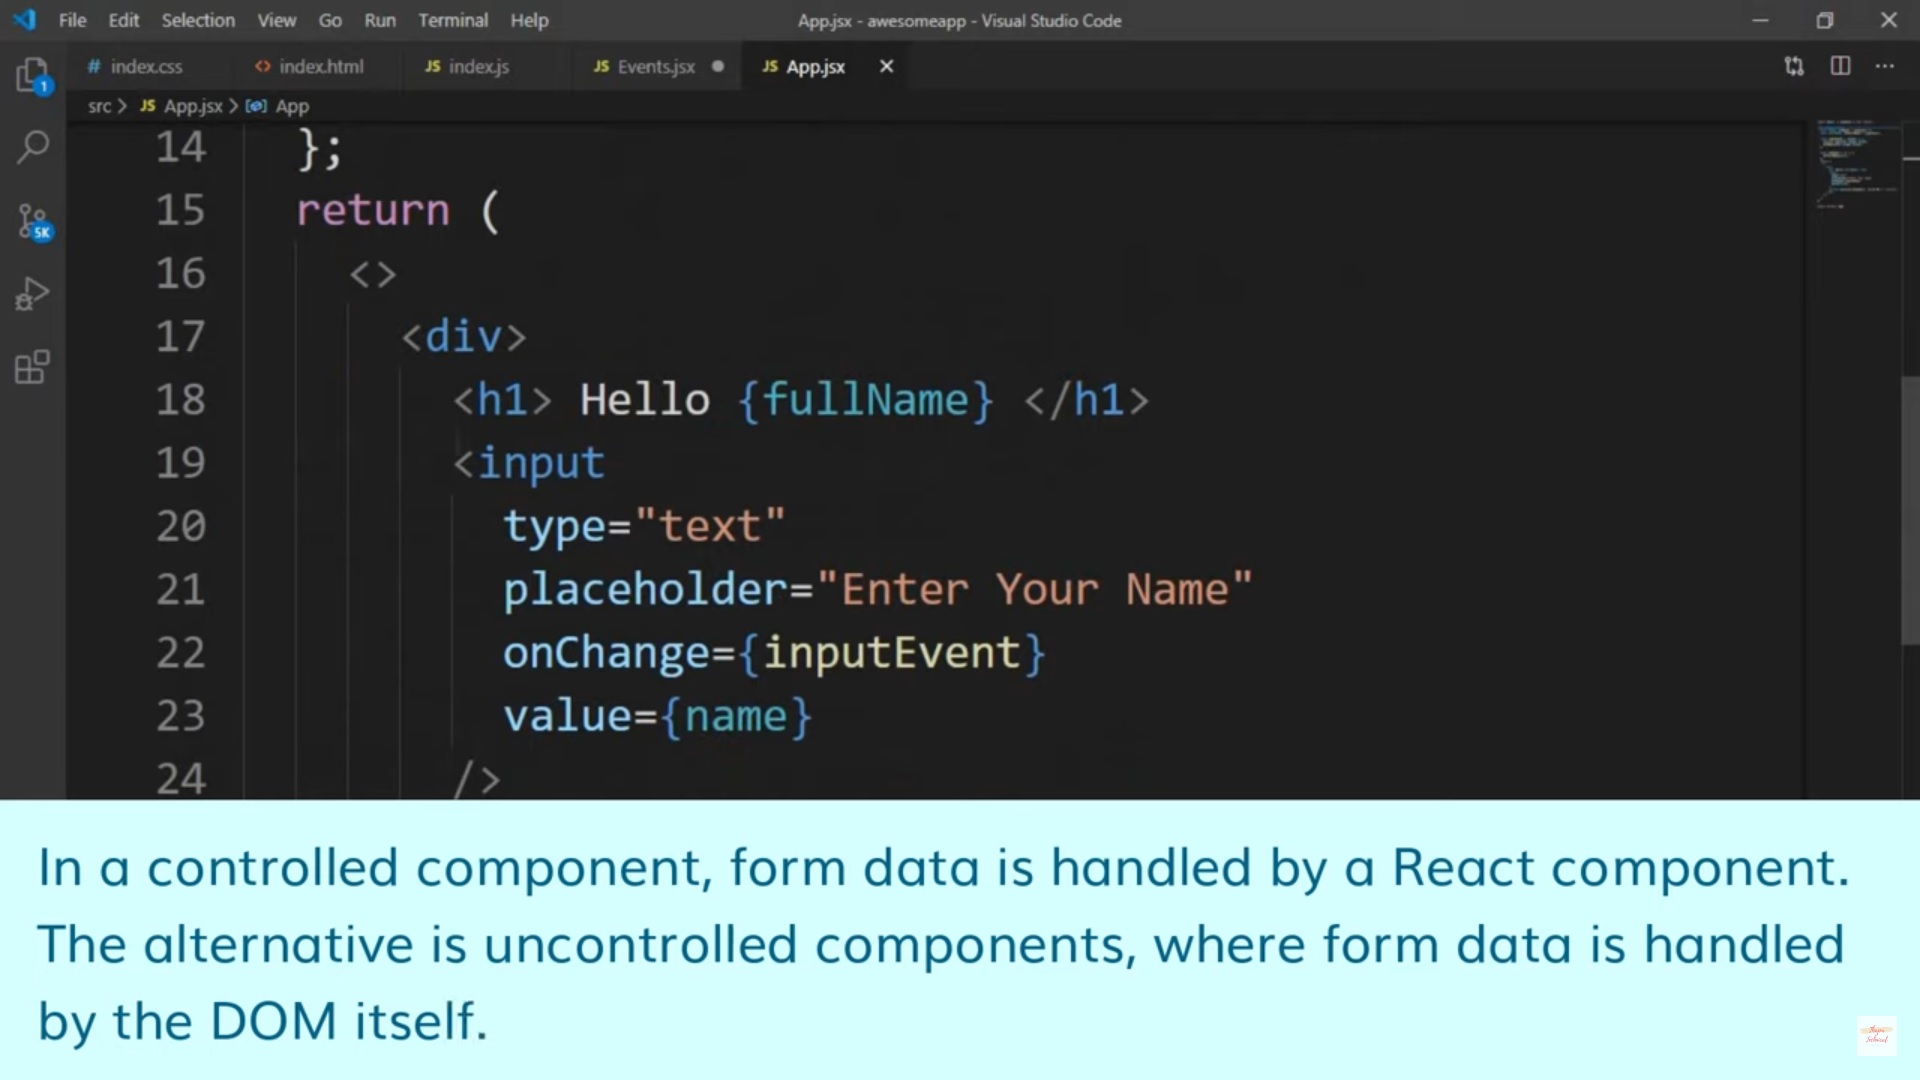 File Edit Selection View Go Run Terminal Help App.jsx - awesomeapp - Visual Studio Code
# index.css <> index.html JS index.js JS Events.jsx JS App.jsx
1
src > JS App.jsx > App
5K
14 };
15 return (
16 <>
17 <div>
18 <h1> Hello {fullName} </h1>
19 <input
20 type="text"
21 placeholder="Enter Your Name"
22 onChange={inputEvent}
23 value={name}
24 />
In a controlled component, form data is handled by a React component.
The alternative is uncontrolled components, where form data is handled
by the DOM itself.